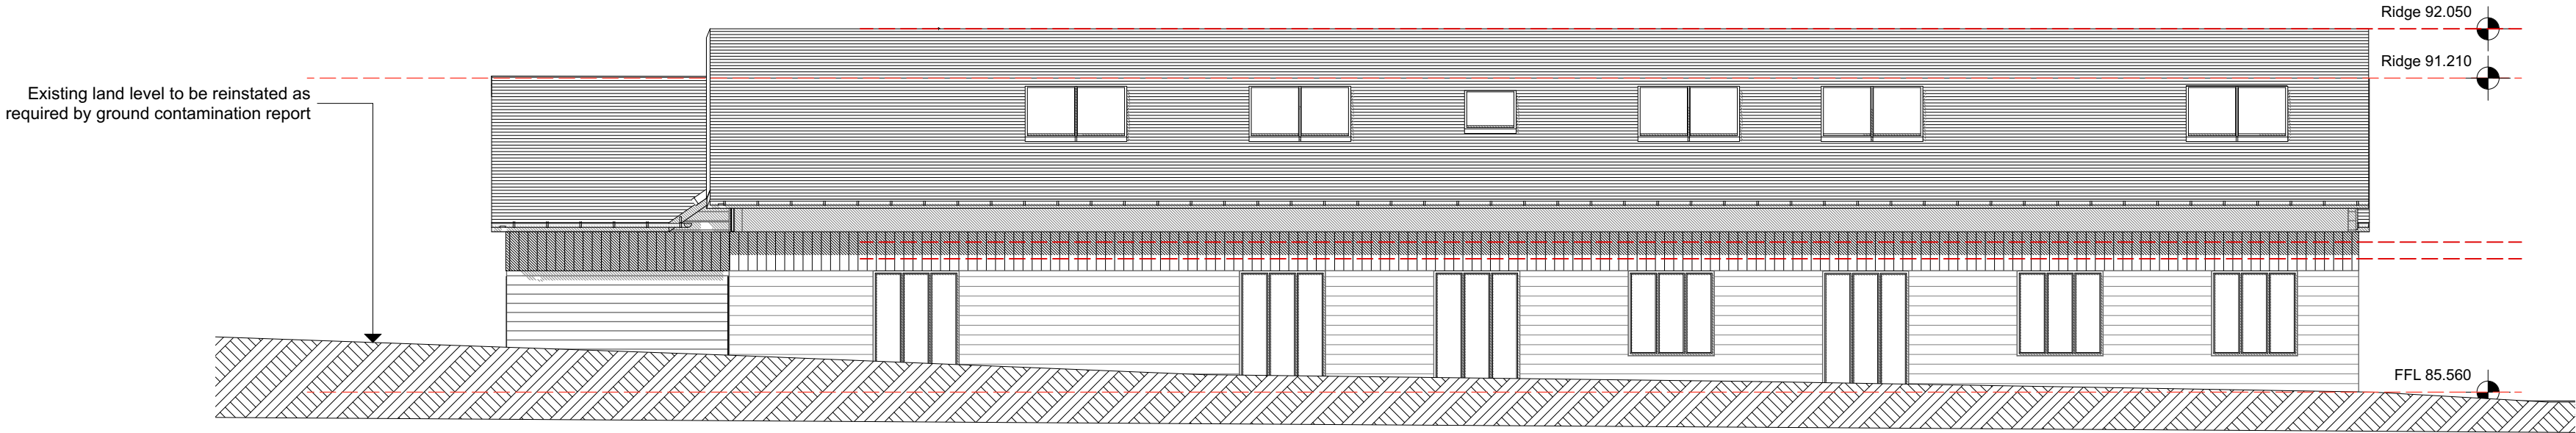 Ridge 92.050
Ridge 91.210
Existing land level to be reinstated as
required by ground contamination report
FFL 85.560